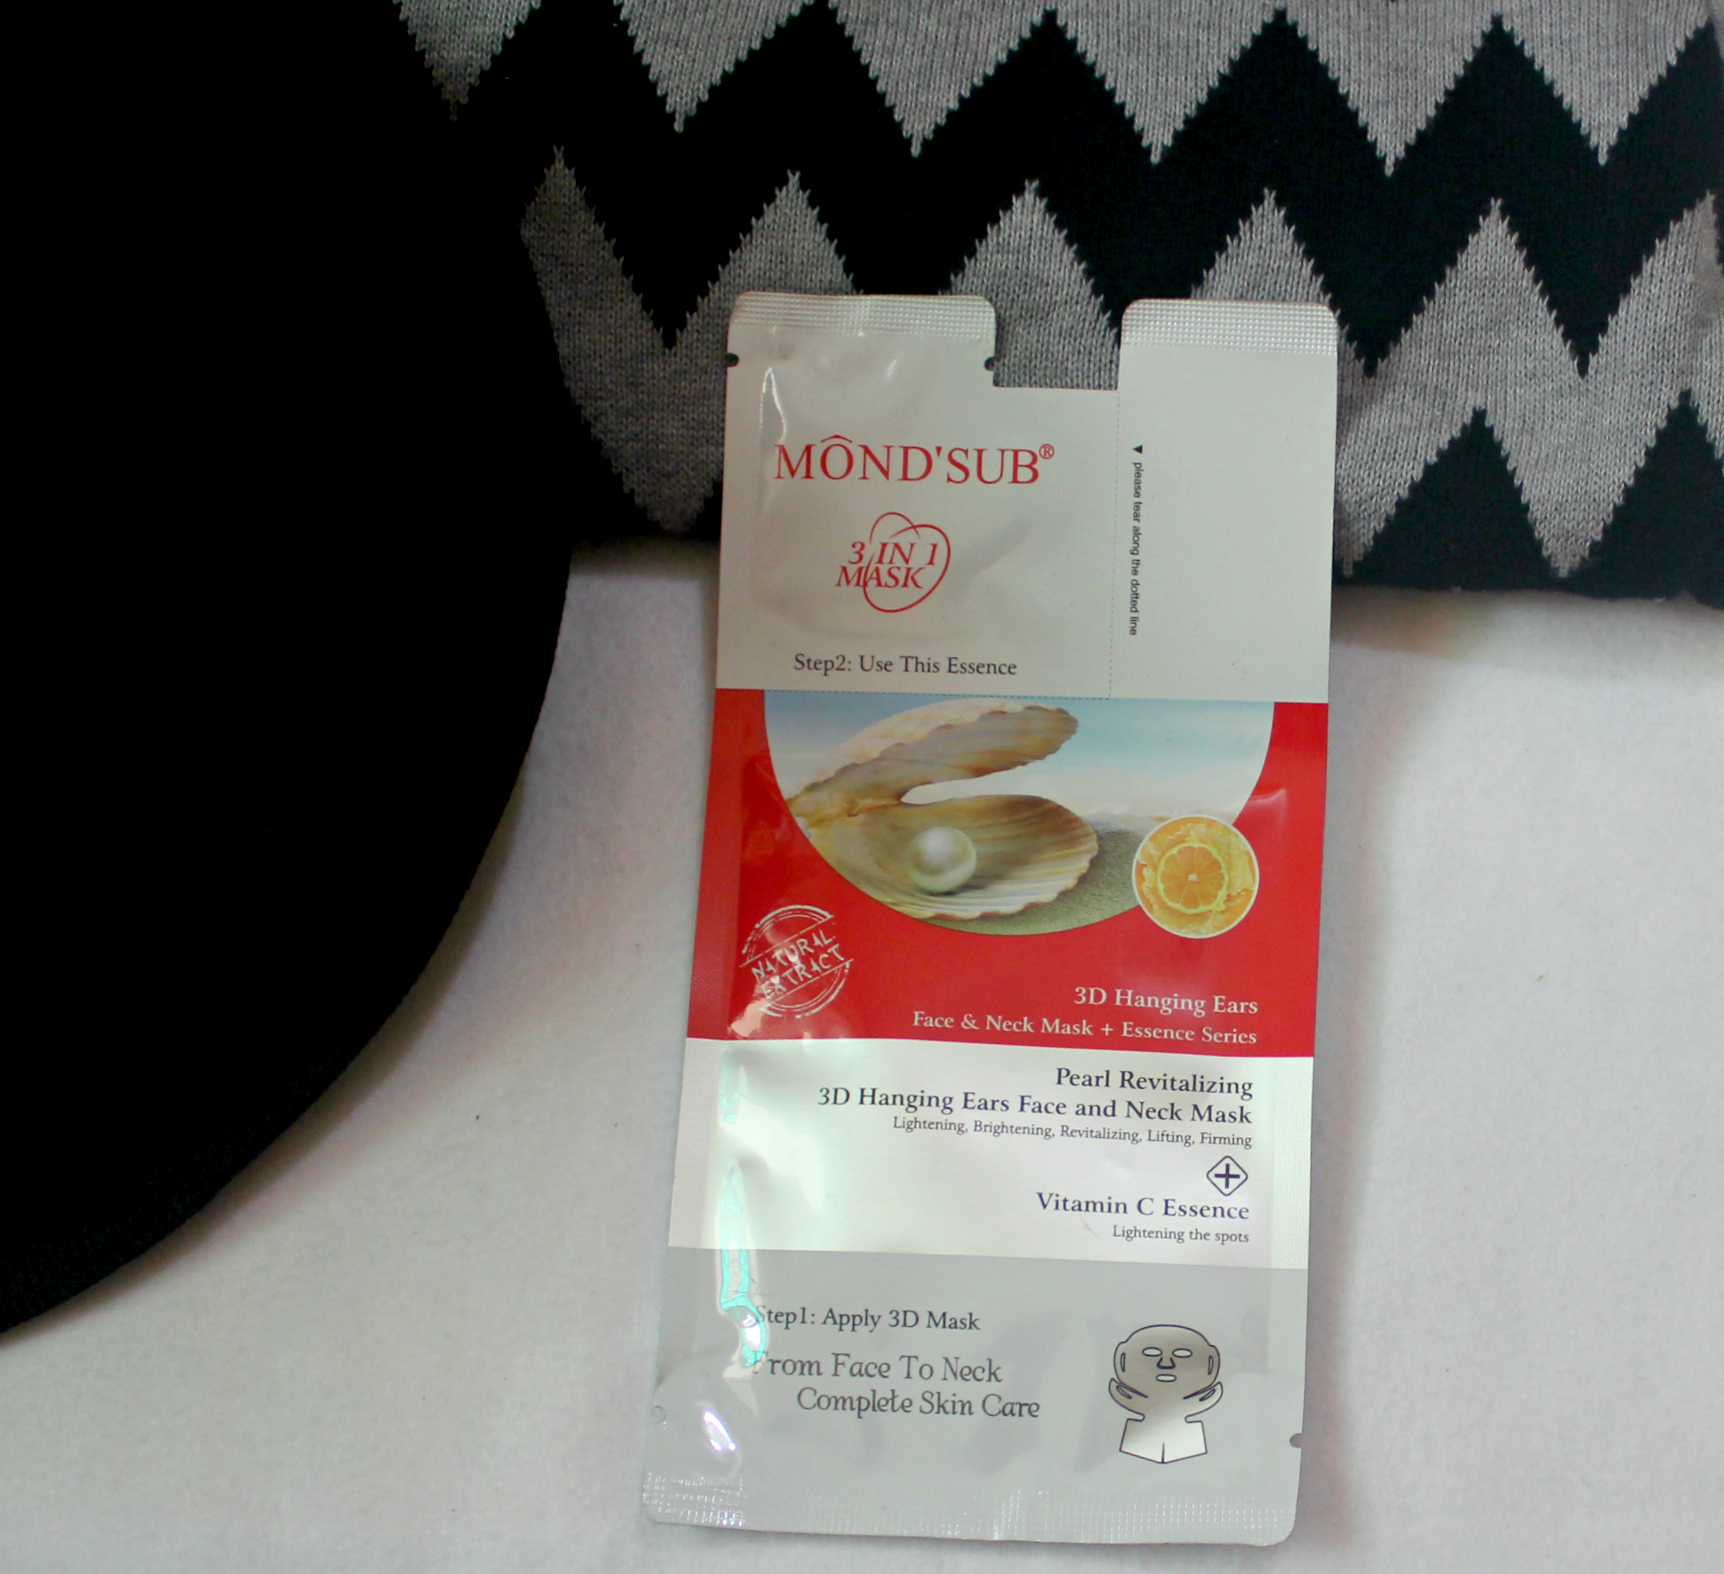 MÔND'SUB®
3 IN 1
MASK
▼ please tear along the dotted line
Step2: Use This Essence
NATURAL
EXTRACT
3D Hanging Ears
Face & Neck Mask + Essence Series
Pearl Revitalizing
3D Hanging Ears Face and Neck Mask
Lightening, Brightening, Revitalizing, Lifting, Firming
Vitamin C Essence
Lightening the spots
Step1: Apply 3D Mask
From Face To Neck
Complete Skin Care